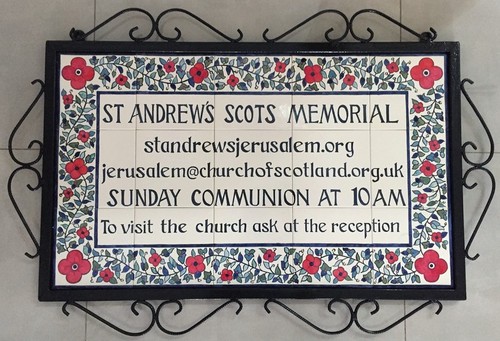 ST ANDREW'S SCOTS MEMORIAL
standrewsjerusalem.org
jerusalem@churchofscotland.org.uk
SUNDAY COMMUNION AT 10 AM
To visit the church ask at the reception